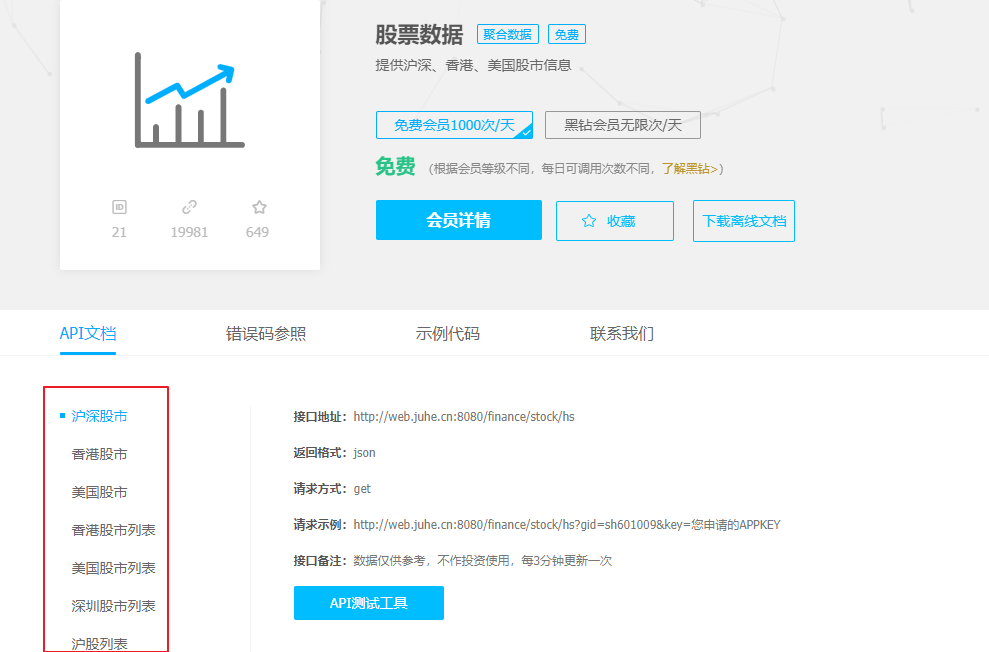 股票数据 聚合数据 免费
提供沪深、香港、美国股市信息
免费会员1000次/天 黑钻会员无限次/天
免费 (根据会员等级不同，每日可调用次数不同，了解黑钻>)
ID
21 19981 649
会员详情 收藏 下载离线文档
API文档 错误码参照 示例代码 联系我们
沪深股市
香港股市
美国股市
香港股市列表
美国股市列表
深圳股市列表
沪股列表
接口地址：http://web.juhe.cn:8080/finance/stock/hs
返回格式：json
请求方式：get
请求示例：http://web.juhe.cn:8080/finance/stock/hs?gid=sh601009&key=您申请的APPKEY
接口备注：数据仅供参考，不作投资使用，每3分钟更新一次
API测试工具